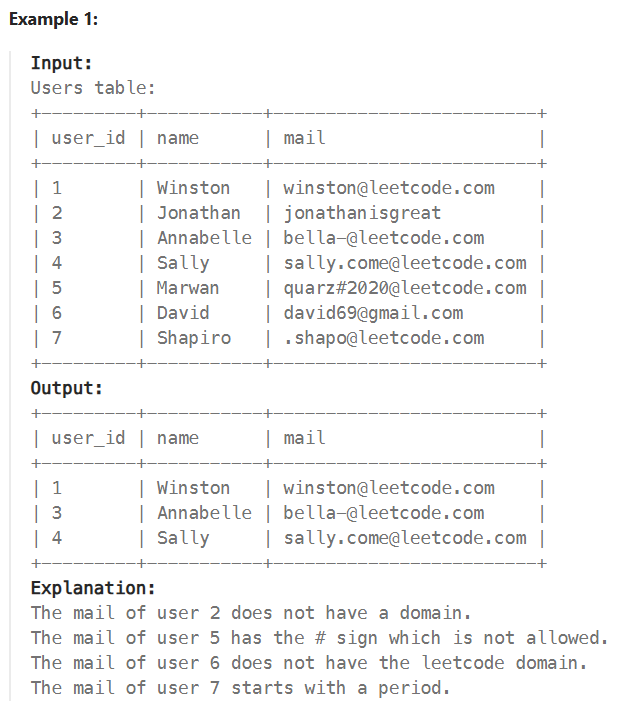 Example 1:
Input:
Users table:
+---------+-----------+-------------------------+
| user_id | name      | mail                    |
+---------+-----------+-------------------------+
| 1       | Winston   | winston@leetcode.com    |
| 2       | Jonathan  | jonathanisgreat         |
| 3       | Annabelle | bella-@leetcode.com     |
| 4       | Sally     | sally.come@leetcode.com |
| 5       | Marwan    | quarz#2020@leetcode.com |
| 6       | David     | david69@gmail.com       |
| 7       | Shapiro   | .shapo@leetcode.com     |
+---------+-----------+-------------------------+
Output:
+---------+-----------+-------------------------+
| user_id | name      | mail                    |
+---------+-----------+-------------------------+
| 1       | Winston   | winston@leetcode.com    |
| 3       | Annabelle | bella-@leetcode.com     |
| 4       | Sally     | sally.come@leetcode.com |
+---------+-----------+-------------------------+
Explanation:
The mail of user 2 does not have a domain.
The mail of user 5 has the # sign which is not allowed.
The mail of user 6 does not have the leetcode domain.
The mail of user 7 starts with a period.